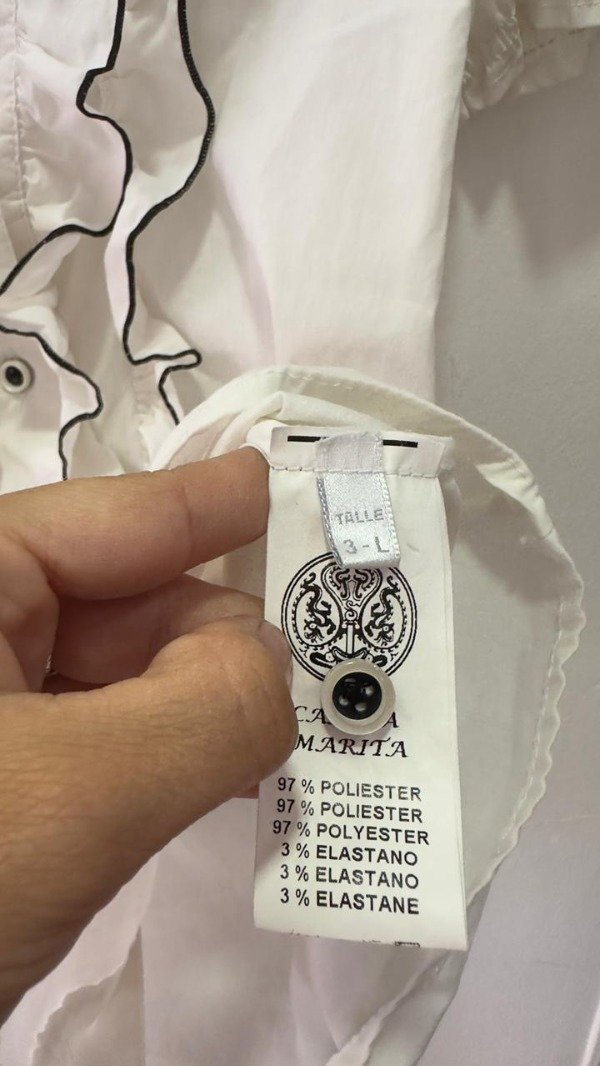 TALLE
3 - L
MARITA
97 % POLIESTER
97 % POLIESTER
97 % POLYESTER
3 % ELASTANO
3 % ELASTANO
3 % ELASTANE